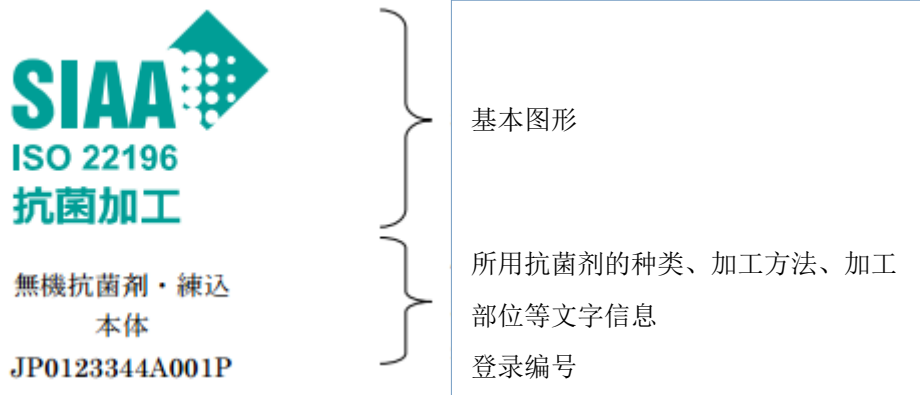 SIAA
ISO 22196
抗菌加工
基本图形
無機抗菌剤・練込
本体
JP0123344A001P
所用抗菌剂的种类、加工方法、加工
部位等文字信息
登录编号